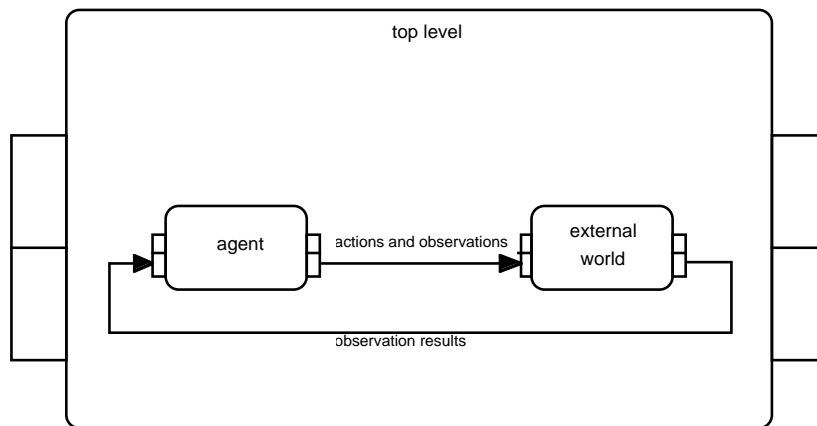 top level
agent
actions and observations
external
world
observation results